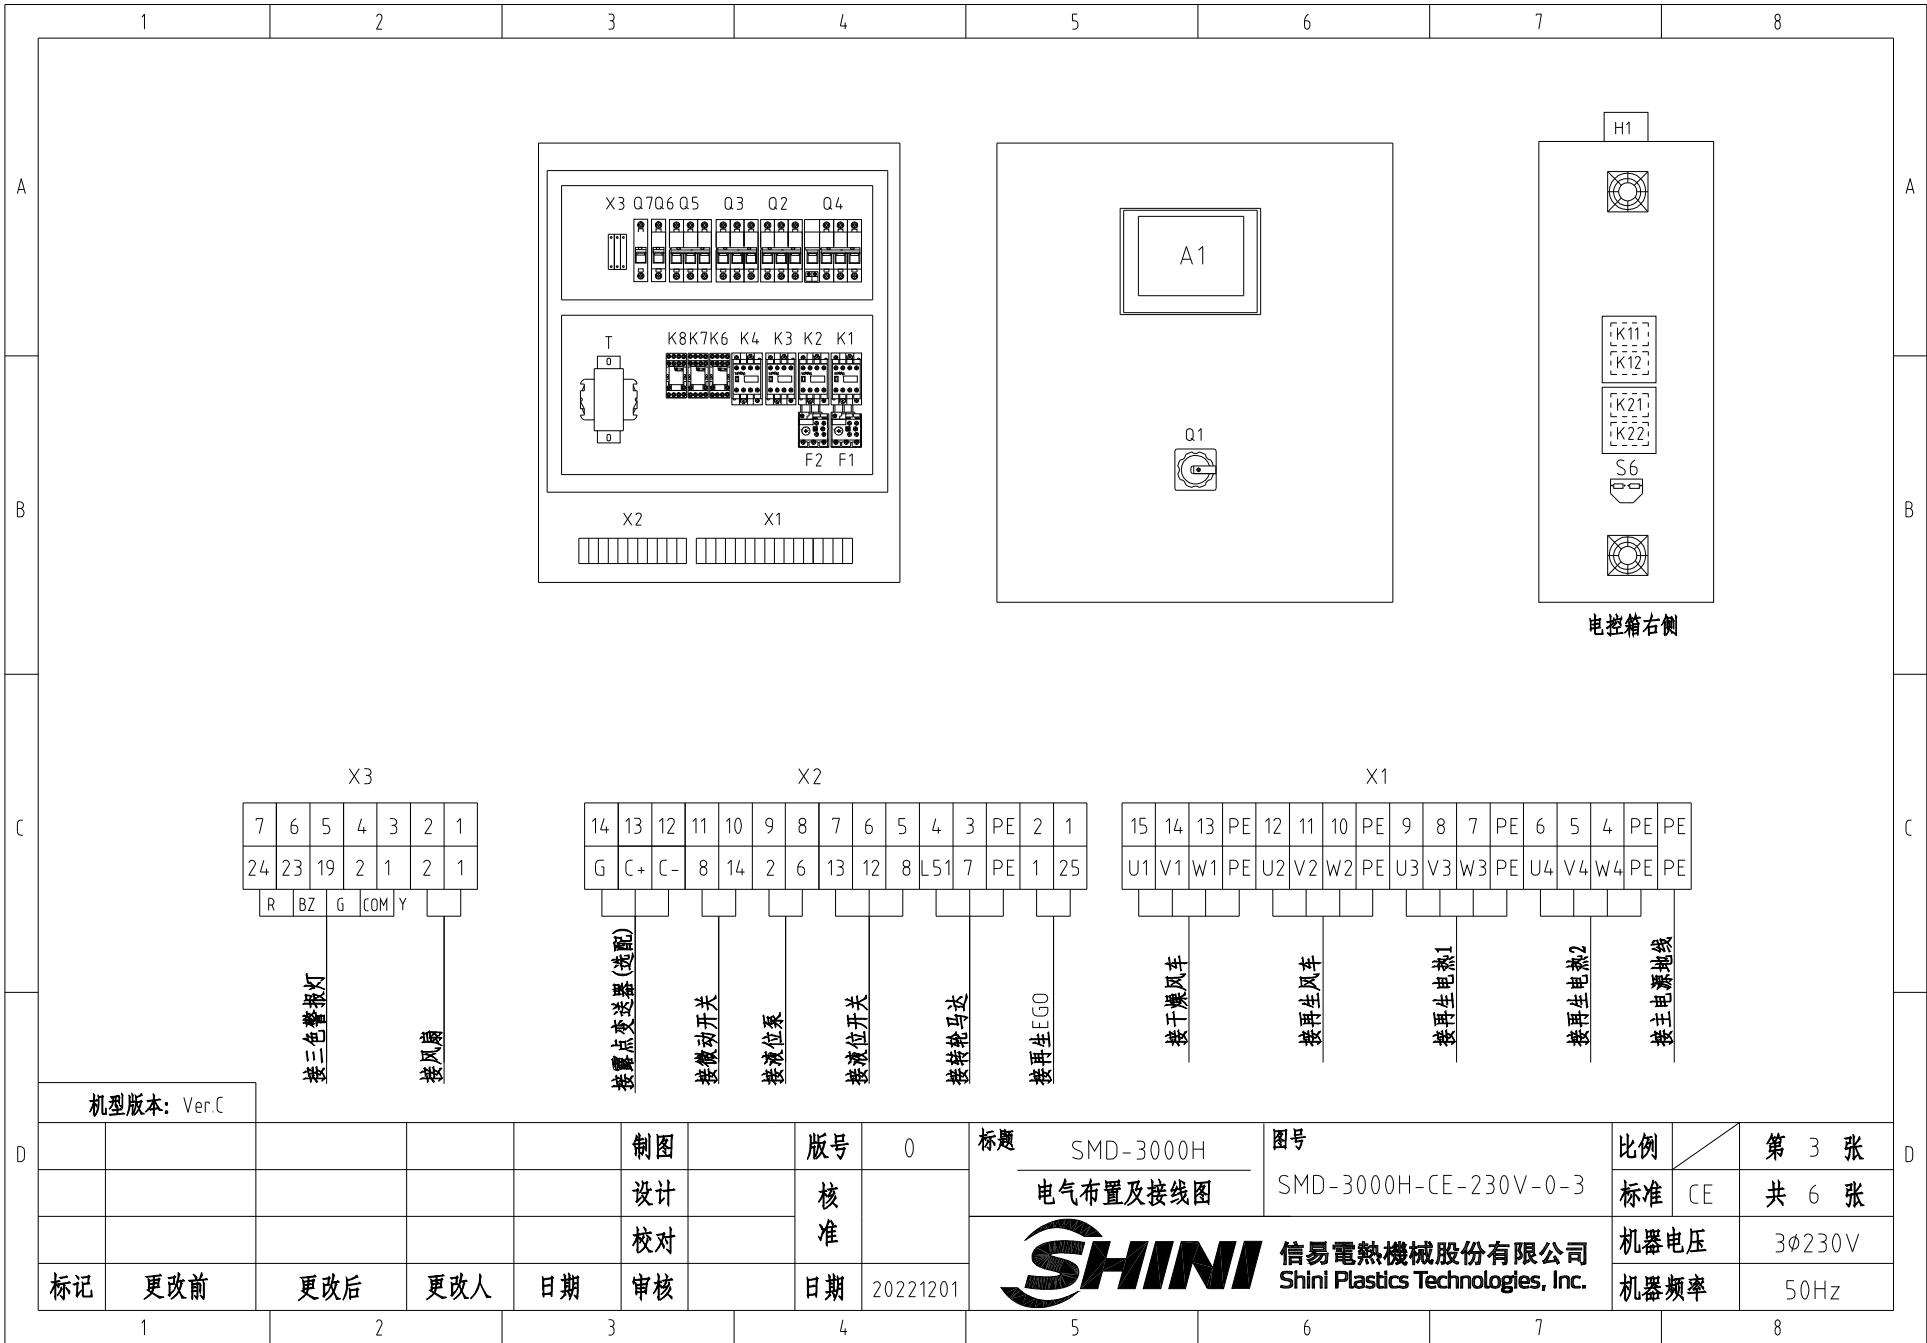 1 2 3 4 5 6 7 8
H1
A A
X3 Q7 Q6 Q5 Q3 Q2 Q4
A1
T K8 K7 K6 K4 K3 K2 K1
K11
K12
K21
K22
Q1
F2 F1
S6
B B
X2 X1
电控箱右侧
X3 X2 X1
C C
7 6 5 4 3 2 1
24 23 19 2 1 2 1
R BZ G COM Y
14 13 12 11 10 9 8 7 6 5 4 3 PE 2 1
G C+ C- 8 14 2 6 13 12 8 L51 7 PE 1 25
15 14 13 PE 12 11 10 PE 9 8 7 PE 6 5 4 PE PE
U1 V1 W1 PE U2 V2 W2 PE U3 V3 W3 PE U4 V4 W4 PE PE
接三色警报灯
接风扇
接露点变送器(选配)
接微动开关
接液位泵
接液位开关
接转轮马达
接再生EGO
接干燥风车
接再生风车
接再生电热1
接再生电热2
接主电源地线
机型版本: Ver.C
D D
制图 版号 0 标题 SMD-3000H 图号 比例 第 3 张
设计 核准 电气布置及接线图 SMD-3000H-CE-230V-0-3 标准 CE 共 6 张
校对 SHINI 信易電熱機械股份有限公司 机器电压 3φ230V
标记 更改前 更改后 更改人 日期 审核 日期 20221201 Shini Plastics Technologies, Inc. 机器频率 50Hz
1 2 3 4 5 6 7 8